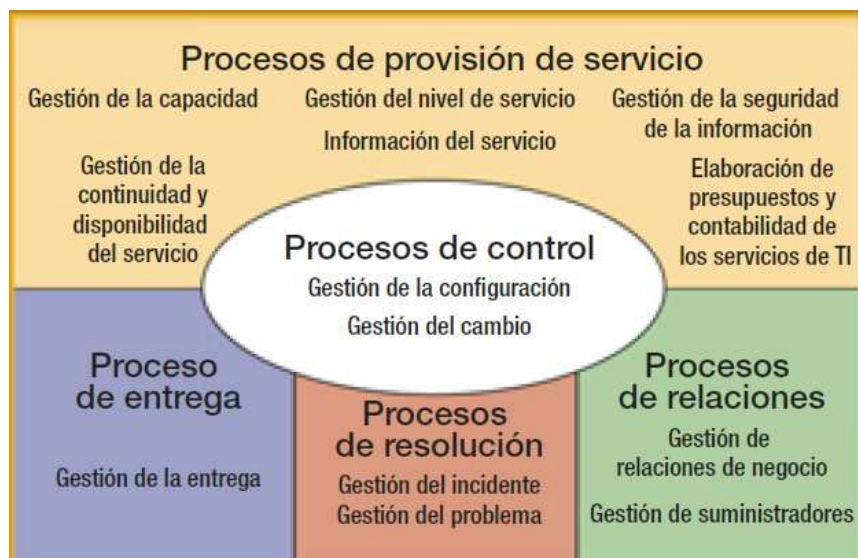 Procesos de provisión de servicio
Gestión de la capacidad
Gestión del nivel de servicio
Gestión de la seguridad
de la información
Información del servicio
Gestión de la
continuidad y
disponibilidad
del servicio
Elaboración de
presupuestos y
contabilidad de
los servicios de TI
Procesos de control
Gestión de la configuración
Gestión del cambio
Proceso
de entrega
Gestión de la entrega
Procesos
de resolución
Gestión del incidente
Gestión del problema
Procesos
de relaciones
Gestión de
relaciones de negocio
Gestión de suministradores